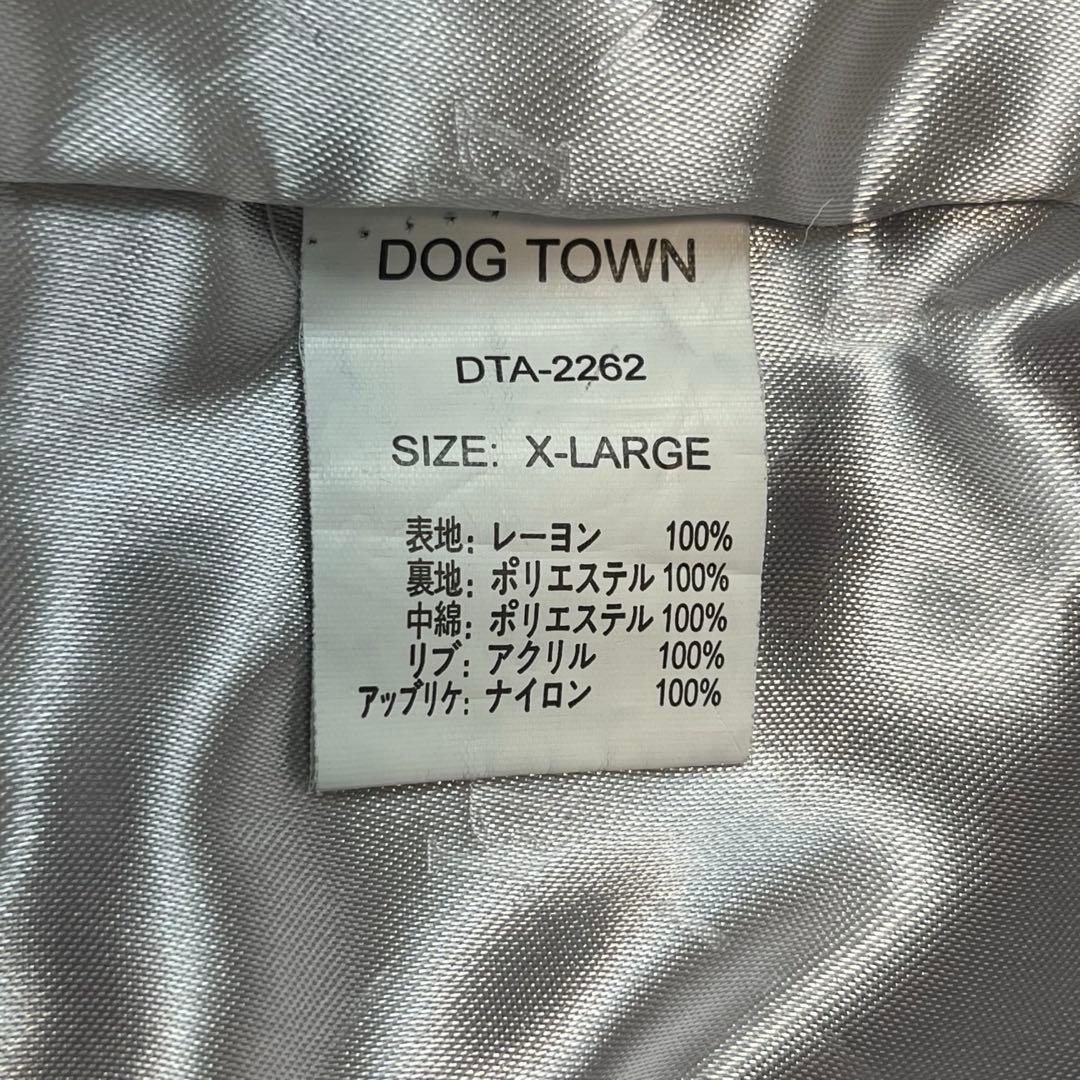 DOG TOWN
DTA-2262
SIZE: X-LARGE
表地: レーヨン 100%
裏地: ポリエステル 100%
中綿: ポリエステル 100%
リブ: アクリル 100%
アップリケ: ナイロン 100%